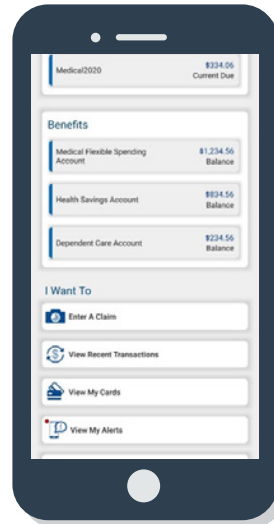 Medical2020
$334.06
Current Due
Benefits
Medical Flexible Spending
Account
$1,234.56
Balance
Health Savings Account
$834.56
Balance
Dependent Care Account
$234.56
Balance
I Want To
Enter A Claim
View Recent Transactions
View My Cards
View My Alerts